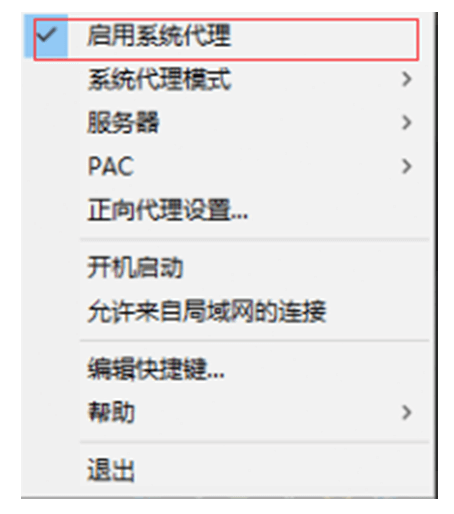 启用系统代理
系统代理模式
服务器
PAC
正向代理设置...
开机启动
允许来自局域网的连接
编辑快捷键...
帮助
退出